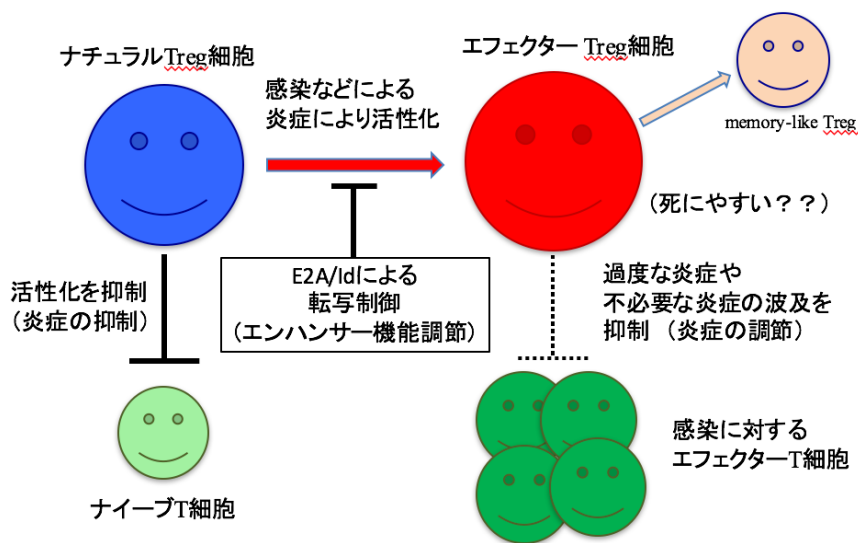 ナチュラルTreg細胞
エフェクターTreg細胞
感染などによる
炎症により活性化
memory-like Treg
(死にやすい??)
E2A/Idによる
転写制御
(エンハンサー機能調節)
活性化を抑制
(炎症の抑制)
過度な炎症や
不必要な炎症の波及を
抑制 (炎症の調節)
ナイーブT細胞
感染に対する
エフェクターT細胞